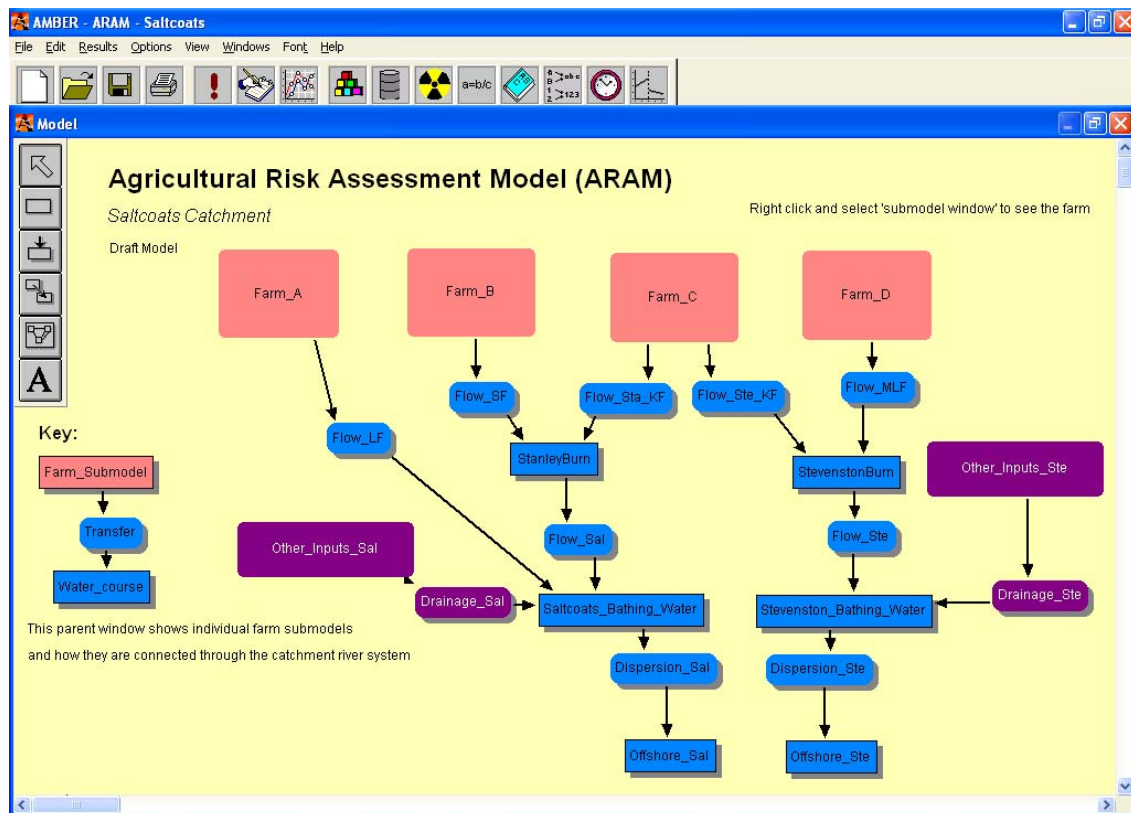 AMBER - ARAM - Saltcoats
File Edit Results Options View Windows Font Help
a=b/c
Model
Agricultural Risk Assessment Model (ARAM)
Saltcoats Catchment
Right click and select 'submodel window' to see the farm
Draft Model
Farm_A
Farm_B
Farm_C
Farm_D
Flow_SF
Flow_Sta_KF
Flow_Ste_KF
Flow_MLF
A
Key:
Flow_LF
StanleyBurn
StevenstonBurn
Other_Inputs_Ste
Farm_Submodel
Transfer
Other_Inputs_Sal
Flow_Sal
Flow_Ste
Water_course
Drainage_Sal
Saltcoats_Bathing_Water
Stevenston_Bathing_Water
Drainage_Ste
This parent window shows individual farm submodels
and how they are connected through the catchment river system
Dispersion_Sal
Dispersion_Ste
Offshore_Sal
Offshore_Ste